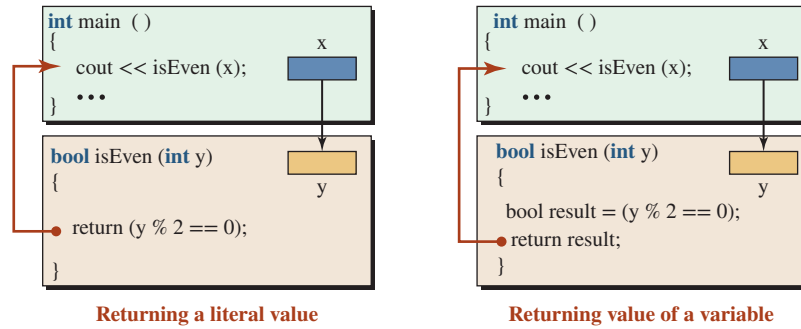 int main ( )
{
cout << isEven (x);
•••
}
x
bool isEven (int y)
{
return (y % 2 == 0);
}
y
Returning a literal value
int main ( )
{
cout << isEven (x);
•••
}
x
bool isEven (int y)
{
bool result = (y % 2 == 0);
return result;
}
y
Returning value of a variable